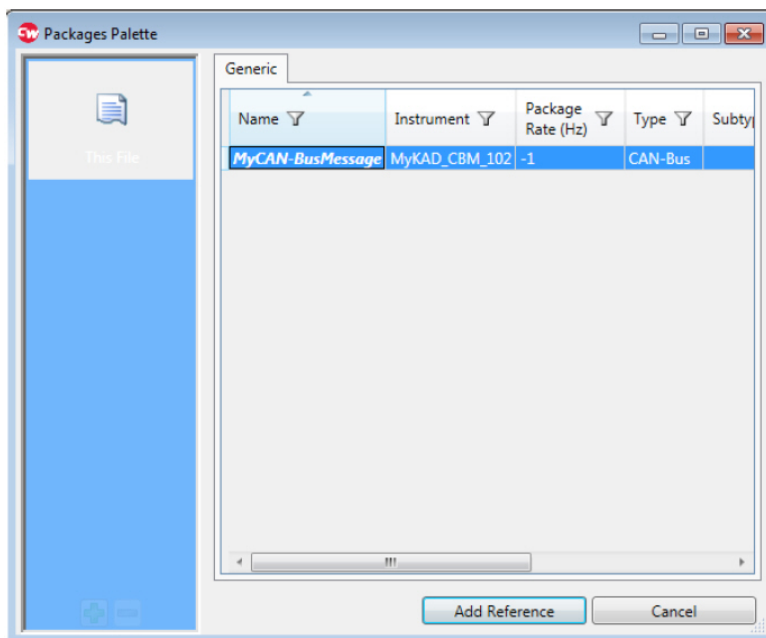 Packages Palette
This File
Generic
Name
Instrument
Package
Rate (Hz)
Type
Subty
MyCAN-BusMessage
MyKAD_CBM_102
-1
CAN-Bus
Add Reference
Cancel